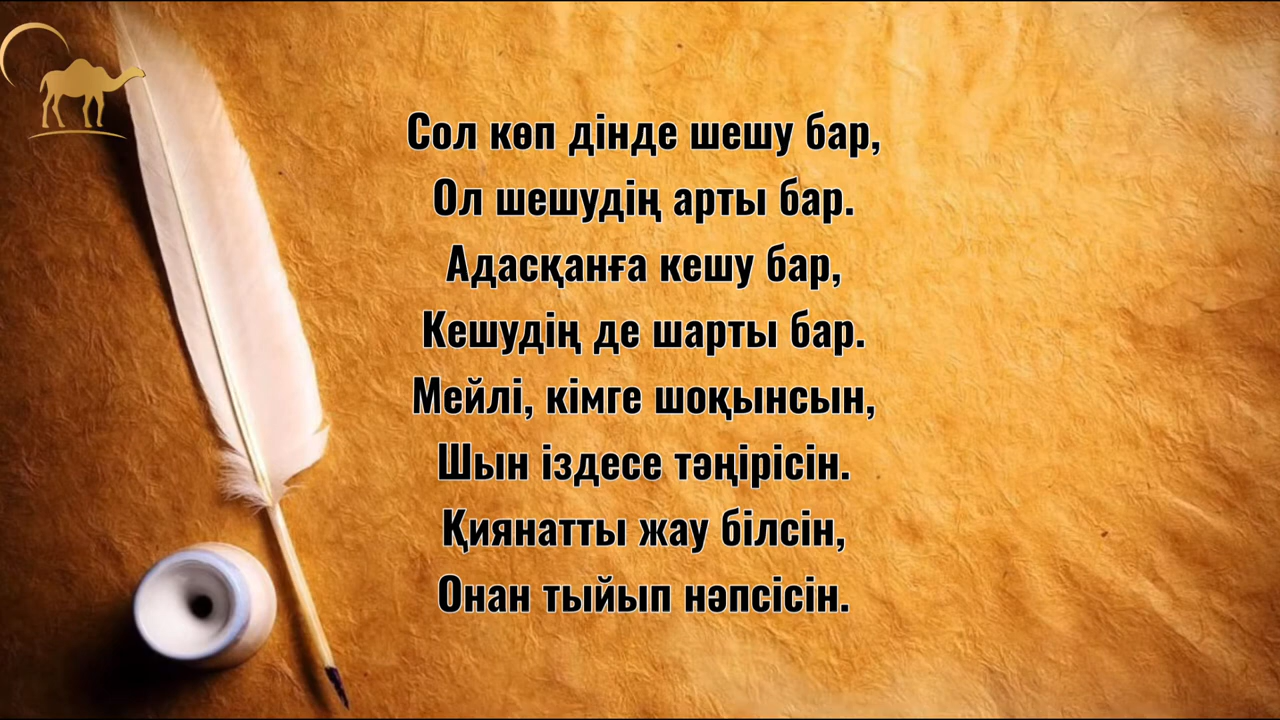 Сол көп дінде шешу бар,
Ол шешудің арты бар.
Адасқанға кешу бар,
Кешудің де шарты бар.
Мейлі, кімге шоқынсын,
Шын іздесе тәңірісін.
Қиянатты жау білсін,
Онан тыйып нәпсісін.